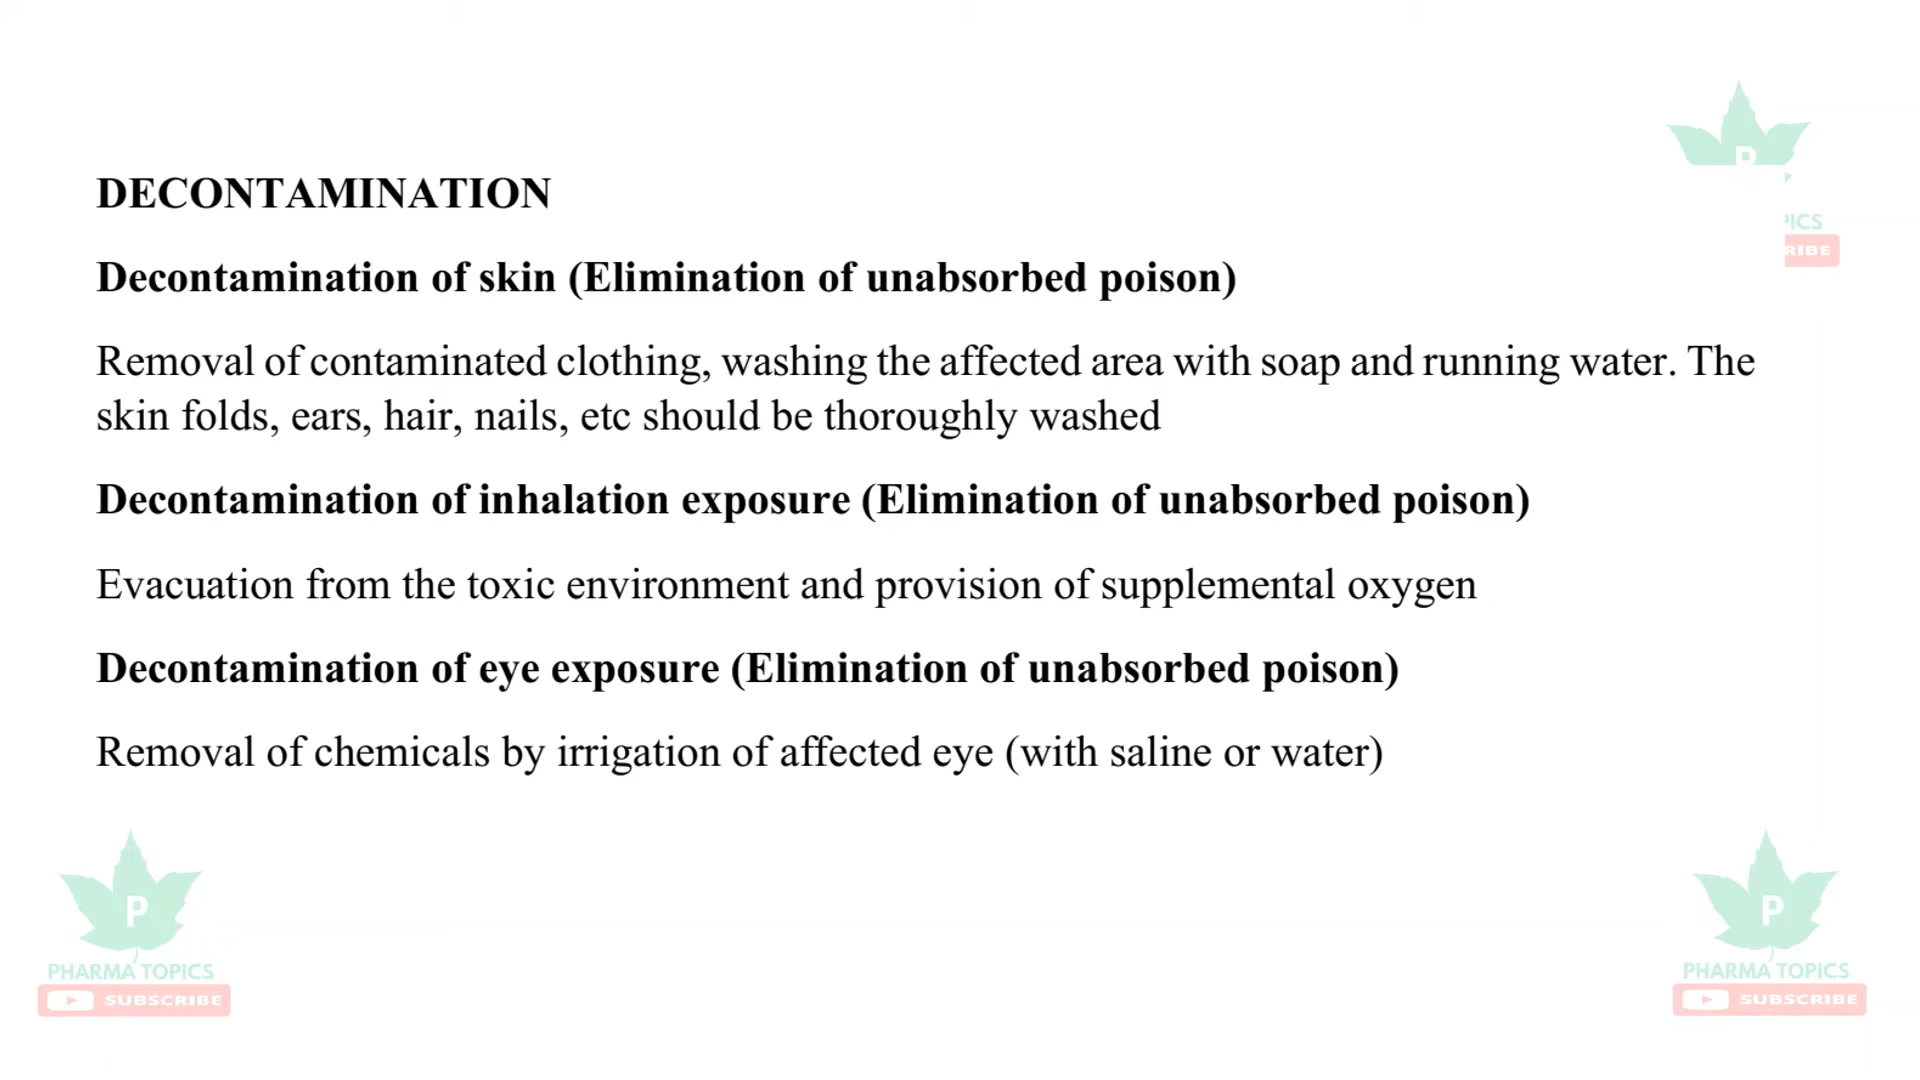 P
PICS
RIBE
DECONTAMINATION
Decontamination of skin (Elimination of unabsorbed poison)
Removal of contaminated clothing, washing the affected area with soap and running water. The
skin folds, ears, hair, nails, etc should be thoroughly washed
Decontamination of inhalation exposure (Elimination of unabsorbed poison)
Evacuation from the toxic environment and provision of supplemental oxygen
Decontamination of eye exposure (Elimination of unabsorbed poison)
Removal of chemicals by irrigation of affected eye (with saline or water)
P
PHARMA TOPICS
SUBSCRIBE
P
PHARMA TOPICS
SUBSCRIBE